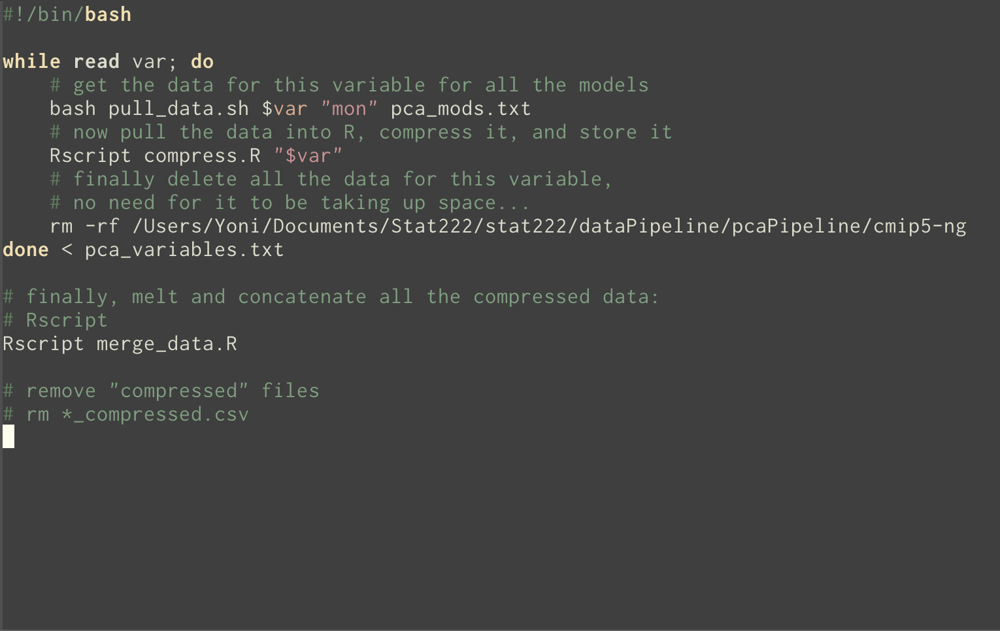 #!/bin/bash
while read var; do
# get the data for this variable for all the models
bash pull_data.sh $var "mon" pca_mods.txt
# now pull the data into R, compress it, and store it
Rscript compress.R "$var"
# finally delete all the data for this variable,
# no need for it to be taking up space...
rm -rf /Users/Yoni/Documents/Stat222/stat222/dataPipeline/pcaPipeline/cmip5-ng
done < pca_variables.txt
# finally, melt and concatenate all the compressed data:
# Rscript
Rscript merge_data.R
# remove "compressed" files
# rm *_compressed.csv